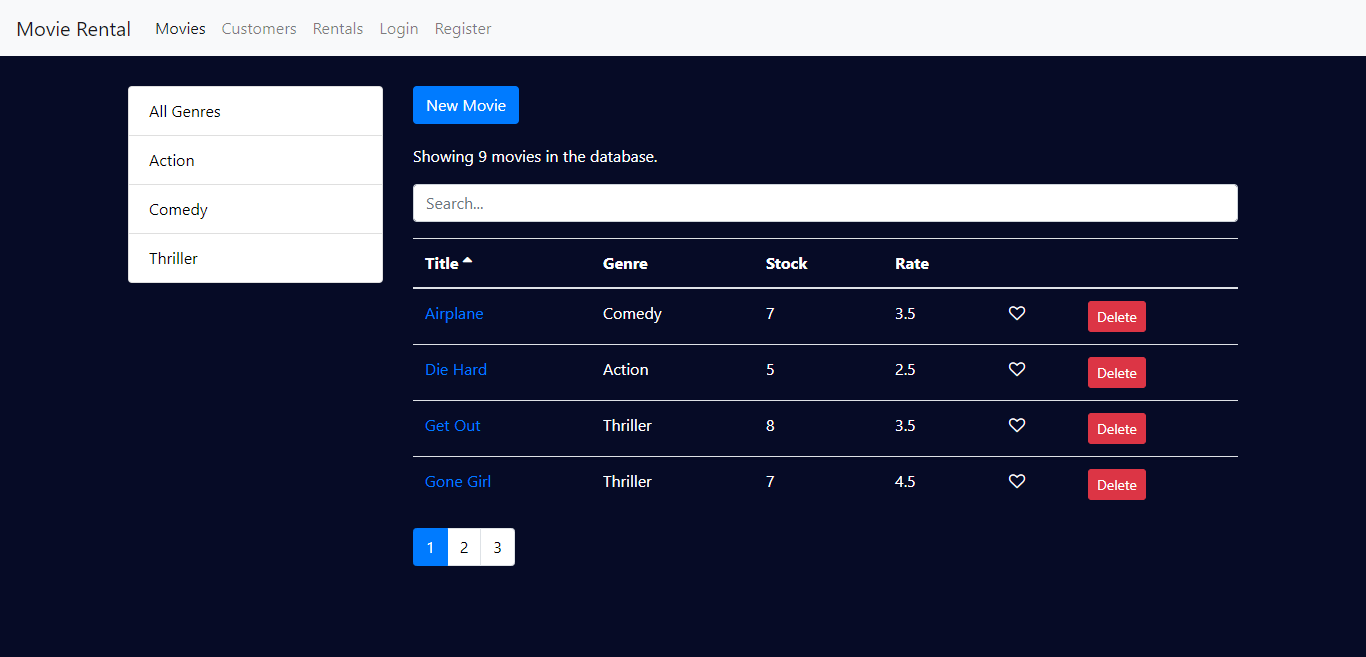 Movie Rental Movies Customers Rentals Login Register
All Genres
Action
Comedy
Thriller
New Movie
Showing 9 movies in the database.
Search...
Title Genre Stock Rate
Airplane Comedy 7 3.5 Delete
Die Hard Action 5 2.5 Delete
Get Out Thriller 8 3.5 Delete
Gone Girl Thriller 7 4.5 Delete
1 2 3